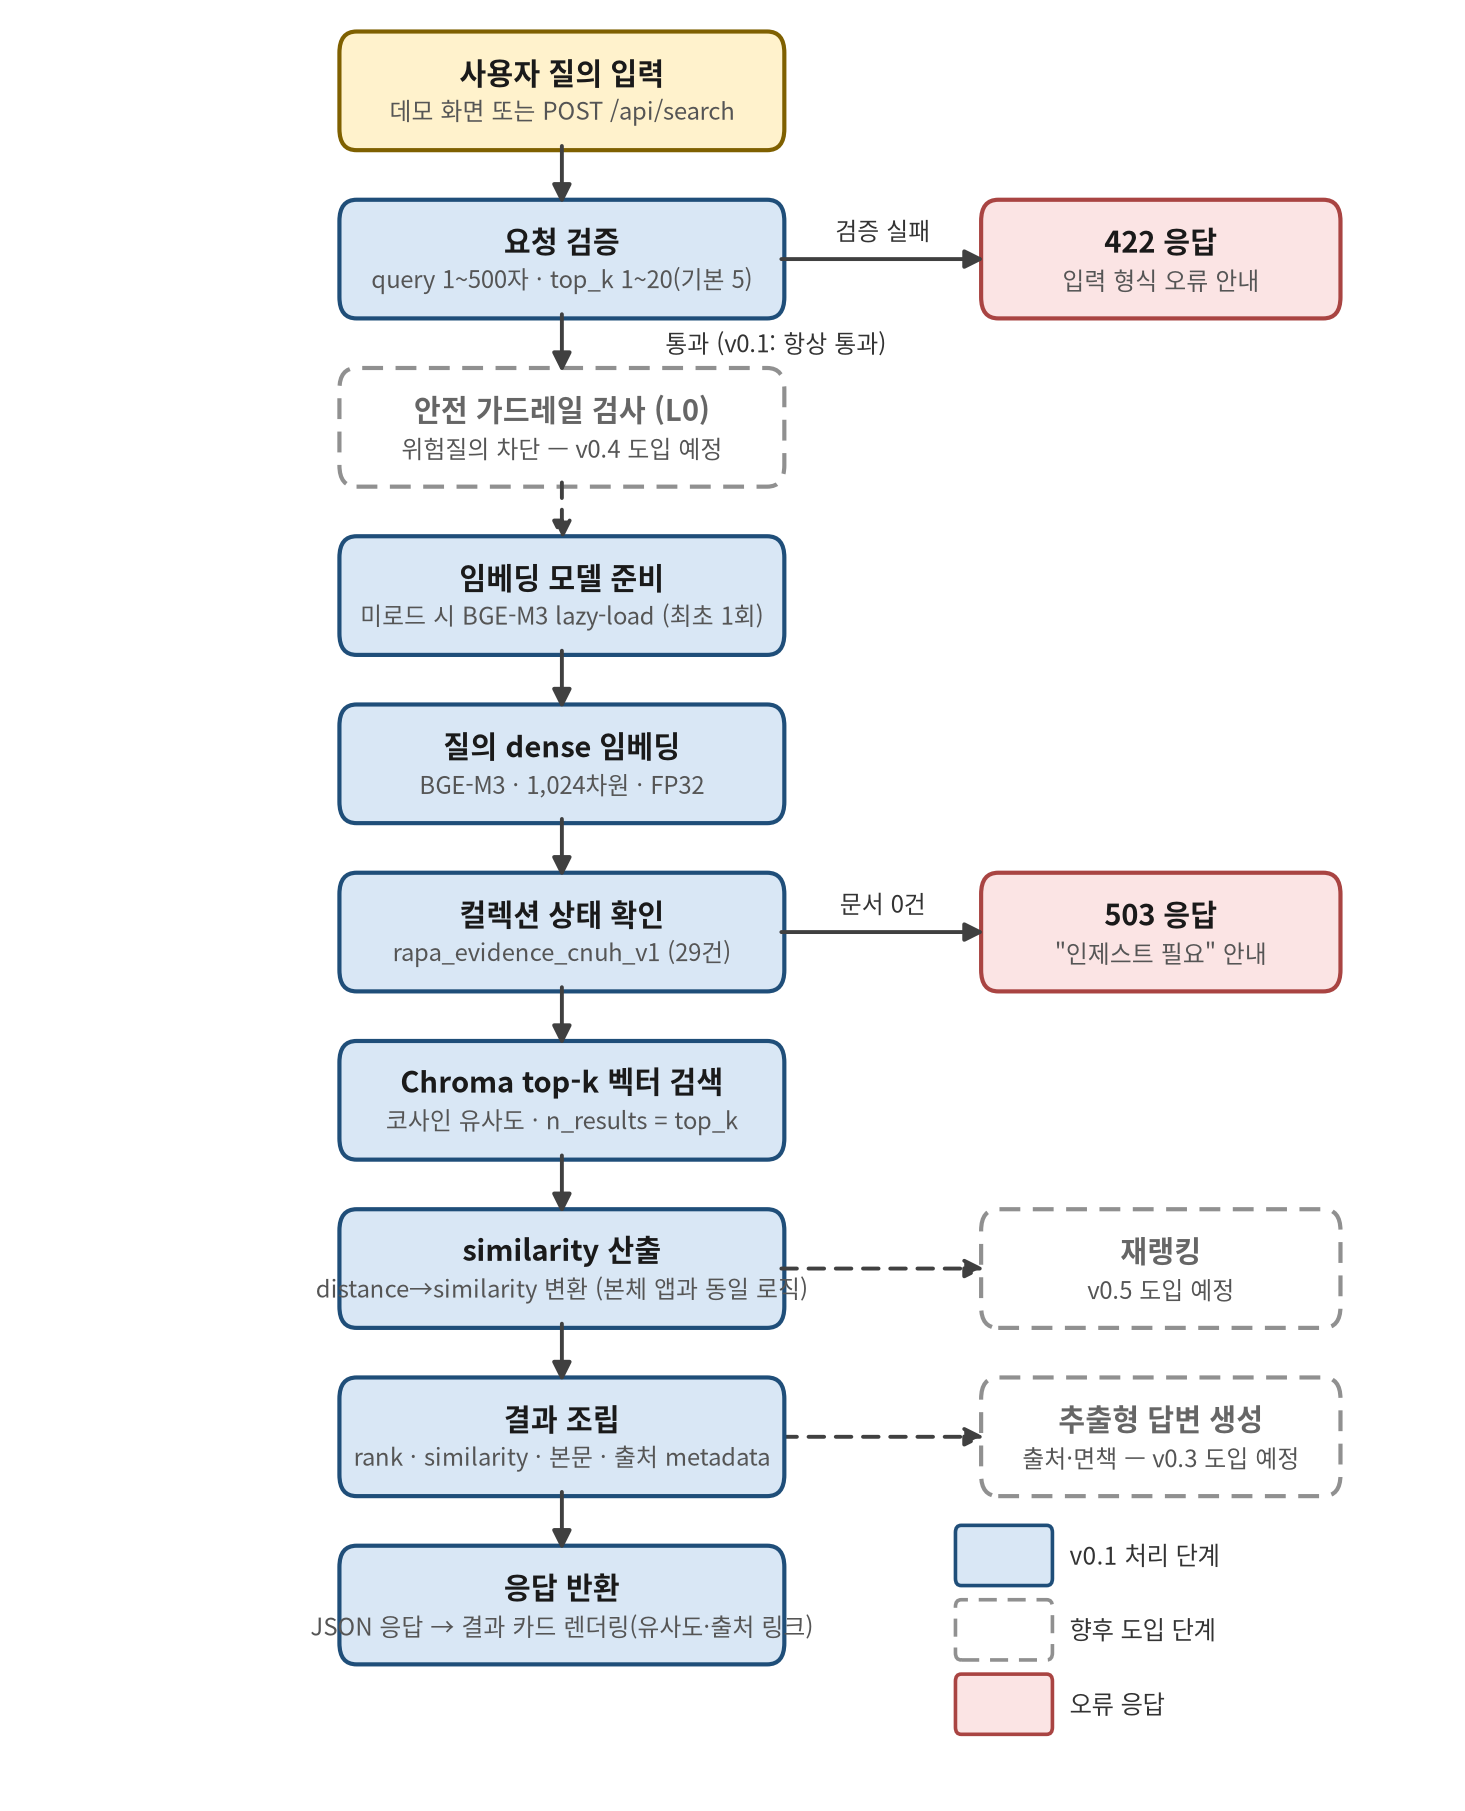 사용자 질의 입력
데모 화면 또는 POST /api/search
요청 검증
query 1~500자 · top_k 1~20(기본 5)
검증 실패
422 응답
입력 형식 오류 안내
통과 (v0.1: 항상 통과)
안전 가드레일 검사 (L0)
위험질의 차단 — v0.4 도입 예정
임베딩 모델 준비
미로드 시 BGE-M3 lazy-load (최초 1회)
질의 dense 임베딩
BGE-M3 · 1,024차원 · FP32
컬렉션 상태 확인
rapa_evidence_cnuh_v1 (29건)
문서 0건
503 응답
"인제스트 필요" 안내
Chroma top-k 벡터 검색
코사인 유사도 · n_results = top_k
similarity 산출
distance→similarity 변환 (본체 앱과 동일 로직)
재랭킹
v0.5 도입 예정
결과 조립
rank · similarity · 본문 · 출처 metadata
추출형 답변 생성
출처·면책 — v0.3 도입 예정
응답 반환
JSON 응답 → 결과 카드 렌더링(유사도·출처 링크)
v0.1 처리 단계
향후 도입 단계
오류 응답